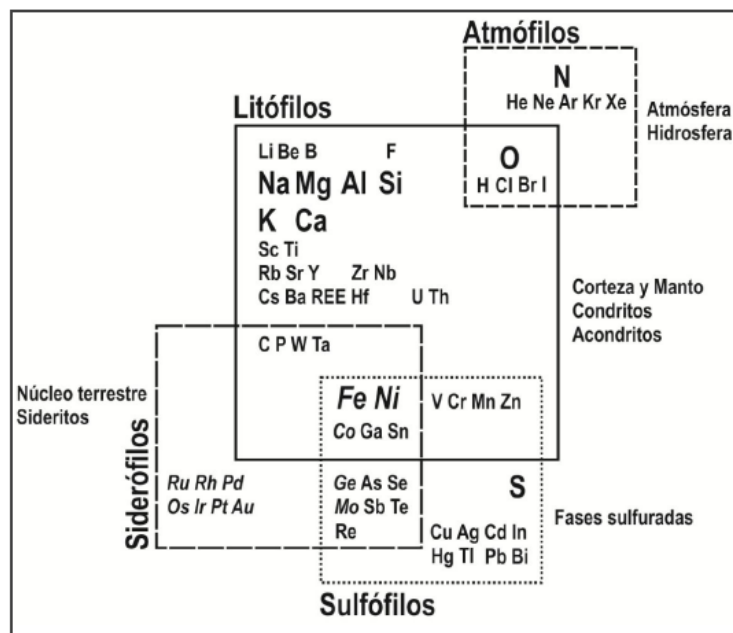 Atmófilos
N
He Ne Ar Kr Xe
Atmósfera
Hidrosfera
Litófilos
Li Be B F
O
H Cl Br I
Na Mg Al Si
K Ca
Sc Ti
Rb Sr Y Zr Nb
Cs Ba REE Hf U Th
Corteza y Manto
Condritos
Acondritos
C P W Ta
Núcleo terrestre
Sideritos
Fe Ni
V Cr Mn Zn
Co Ga Sn
Siderófilos
Ru Rh Pd
Os Ir Pt Au
Ge As Se
Mo Sb Te
Re
S
Cu Ag Cd In
Hg Tl Pb Bi
Fases sulfuradas
Sulfófilos